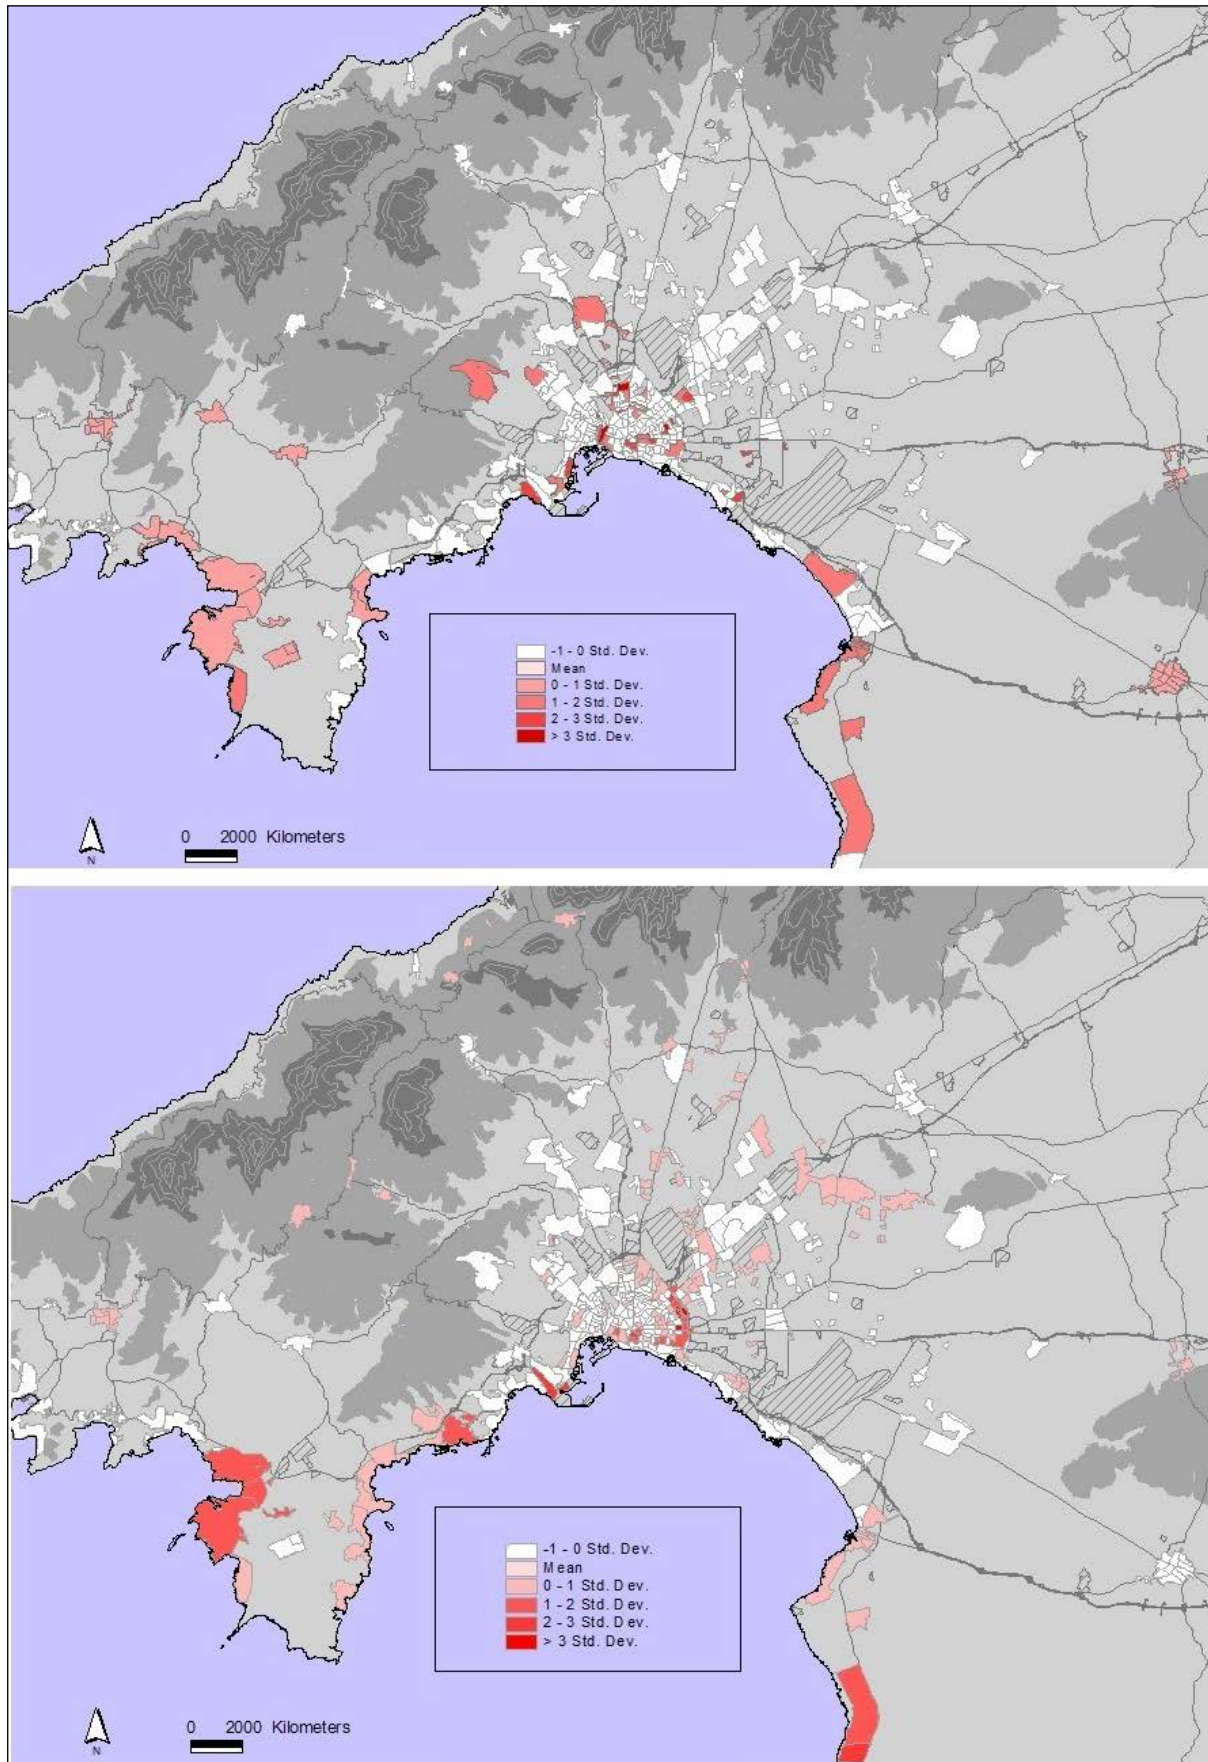 -1 - 0 Std. Dev.
Mean
0 - 1 Std. Dev.
1 - 2 Std. Dev.
2 - 3 Std. Dev.
> 3 Std. Dev.
0 2000 Kilometers
N
-1 - 0 Std. Dev.
Mean
0 - 1 Std. Dev.
1 - 2 Std. Dev.
2 - 3 Std. Dev.
> 3 Std. Dev.
0 2000 Kilometers
N